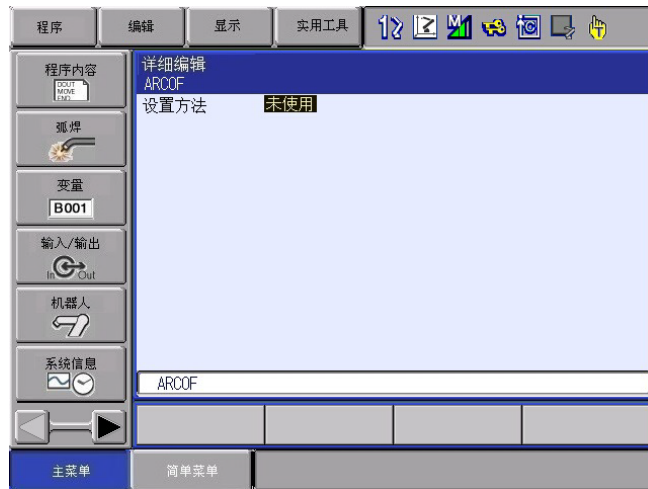 程序
编辑
显示
实用工具
程序内容
DOUT
MOVE
END
弧焊
变量
B001
输入/输出
In
Out
机器人
系统信息
详细编辑
ARCOF
设置方法 未使用
ARCOF
主菜单
简单菜单